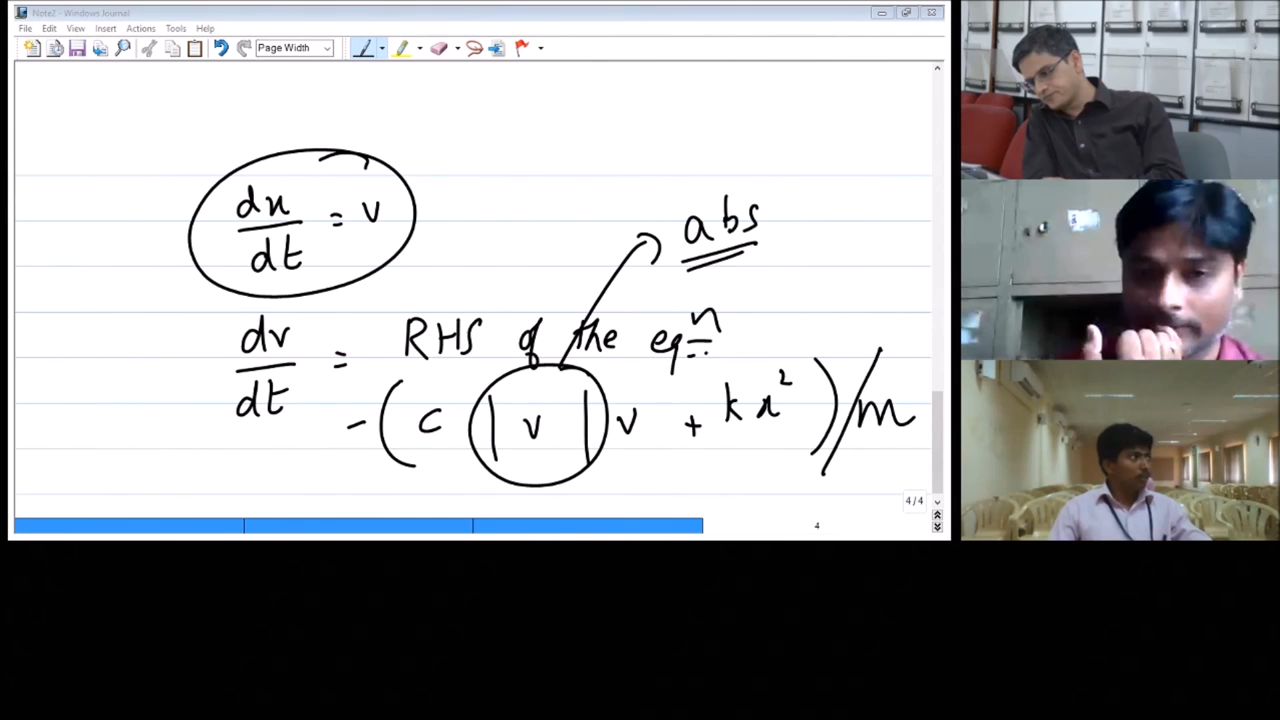 Note2 - Windows Journal
File Edit View Insert Actions Tools Help
Page Width
dx/dt = v
abs
dv/dt = RHS of the eqn
- ( c | v | v + k x² ) / m
4/4
4